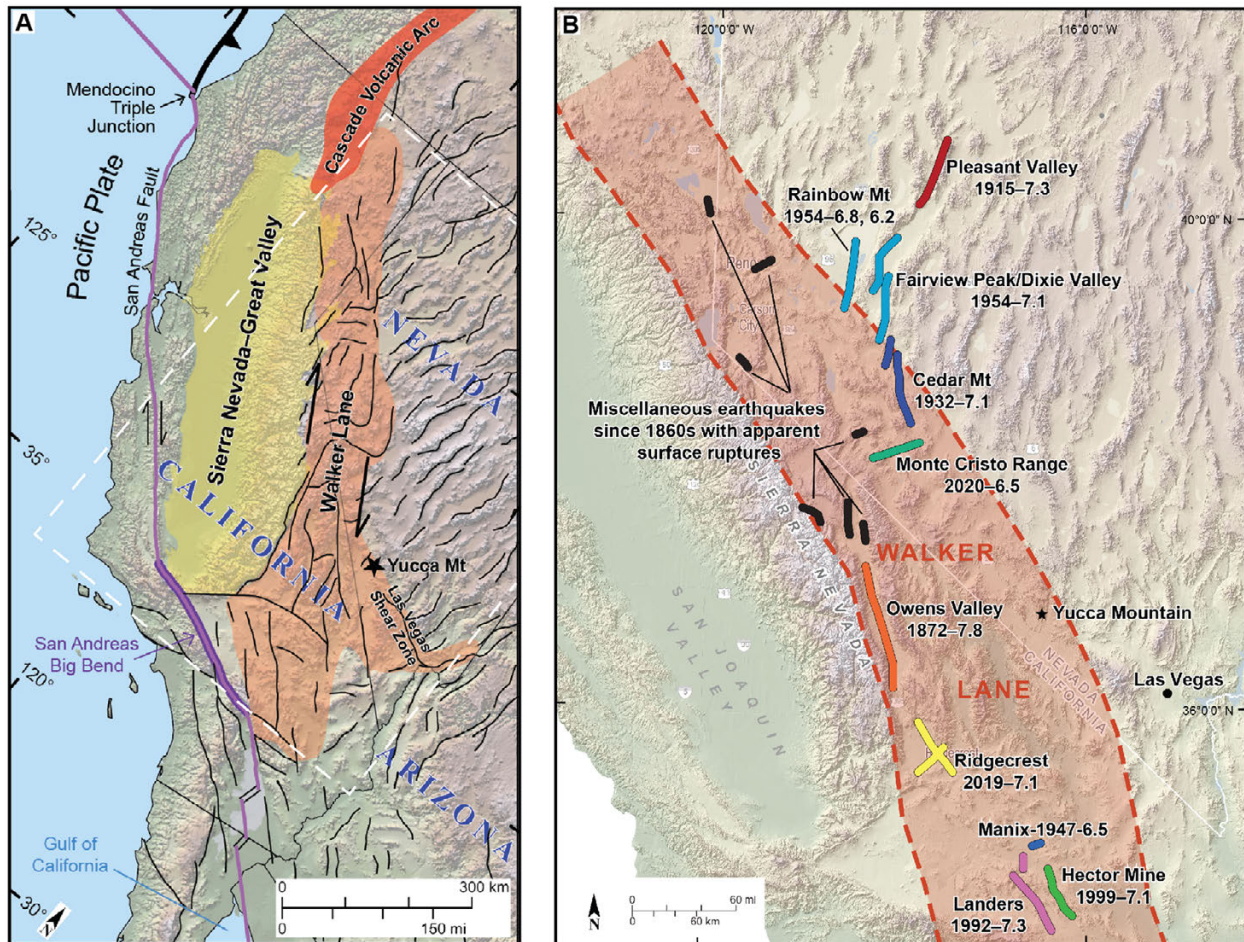 A
Mendocino
Triple
Junction
Pacific Plate
San Andreas Fault
125°
35°
120°
30°
Cascade Volcanic Arc
Sierra Nevada–Great Valley
Walker Lane
NEVADA
CALIFORNIA
ARIZONA
Yucca Mt
Las Vegas
Shear Zone
San Andreas
Big Bend
Gulf of
California
0
300 km
0
150 mi
N
B
120°0'0" W
116°0'0" W
40°0'0" N
36°0'0" N
Pleasant Valley
1915–7.3
Rainbow Mt
1954–6.8, 6.2
Fairview Peak/Dixie Valley
1954–7.1
Reno
Carson
City
Cedar Mt
1932–7.1
Miscellaneous earthquakes
since 1860s with apparent
surface ruptures
Monte Cristo Range
2020–6.5
SIERRA NEVADA
WALKER
LANE
Owens Valley
1872–7.8
Yucca Mountain
NEVADA
CALIFORNIA
Las Vegas
SAN JOAQUIN
VALLEY
Ridgecrest
2019–7.1
Manix-1947-6.5
Hector Mine
1999–7.1
Landers
1992–7.3
N
0
60 mi
0
60 km